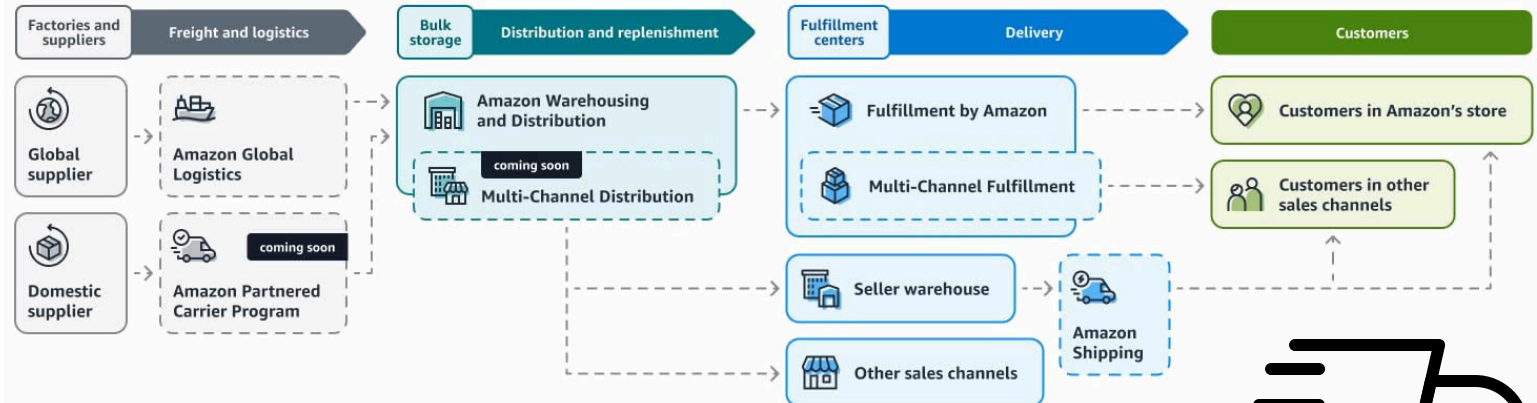 Factories and
suppliers
Freight and logistics
Bulk
storage
Distribution and replenishment
Fulfillment
centers
Delivery
Customers
Global
supplier
Amazon Global
Logistics
Amazon Warehousing
and Distribution
coming soon
Multi-Channel Distribution
Fulfillment by Amazon
Multi-Channel Fulfillment
Customers in Amazon's store
Customers in other
sales channels
Domestic
supplier
coming soon
Amazon Partnered
Carrier Program
Seller warehouse
Amazon
Shipping
Other sales channels